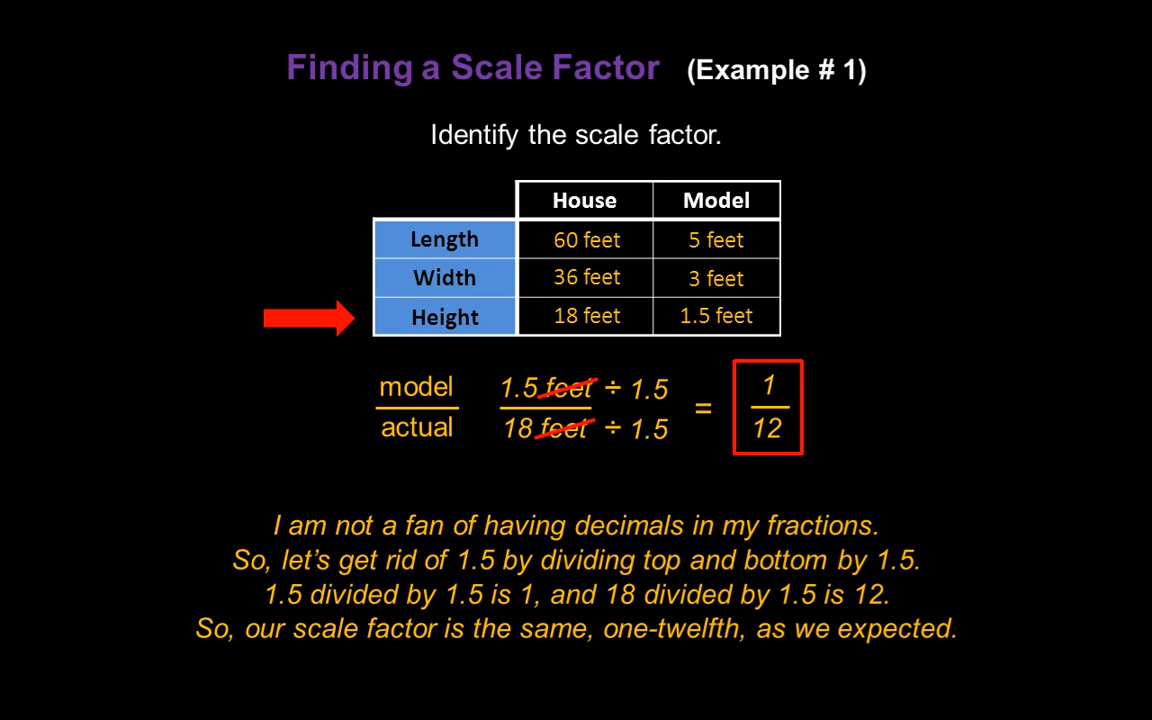 Finding a Scale Factor (Example # 1)
Identify the scale factor.
House Model
Length 60 feet 5 feet
Width 36 feet 3 feet
Height 18 feet 1.5 feet
model 1.5 feet ÷ 1.5 1
actual 18 feet ÷ 1.5 = 12
I am not a fan of having decimals in my fractions.
So, let’s get rid of 1.5 by dividing top and bottom by 1.5.
1.5 divided by 1.5 is 1, and 18 divided by 1.5 is 12.
So, our scale factor is the same, one-twelfth, as we expected.